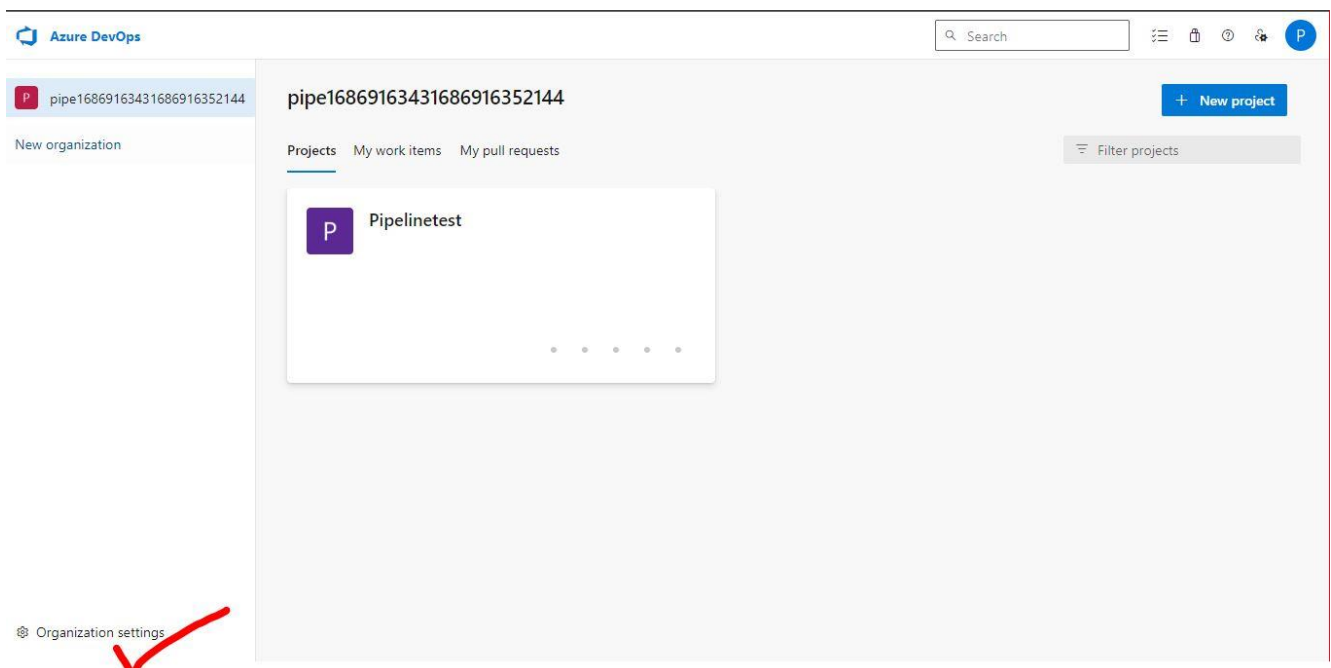 Azure DevOps
Search
P
P pipe16869163431686916352144
New organization
pipe16869163431686916352144
+ New project
Projects My work items My pull requests
Filter projects
P Pipelinetest
Organization settings